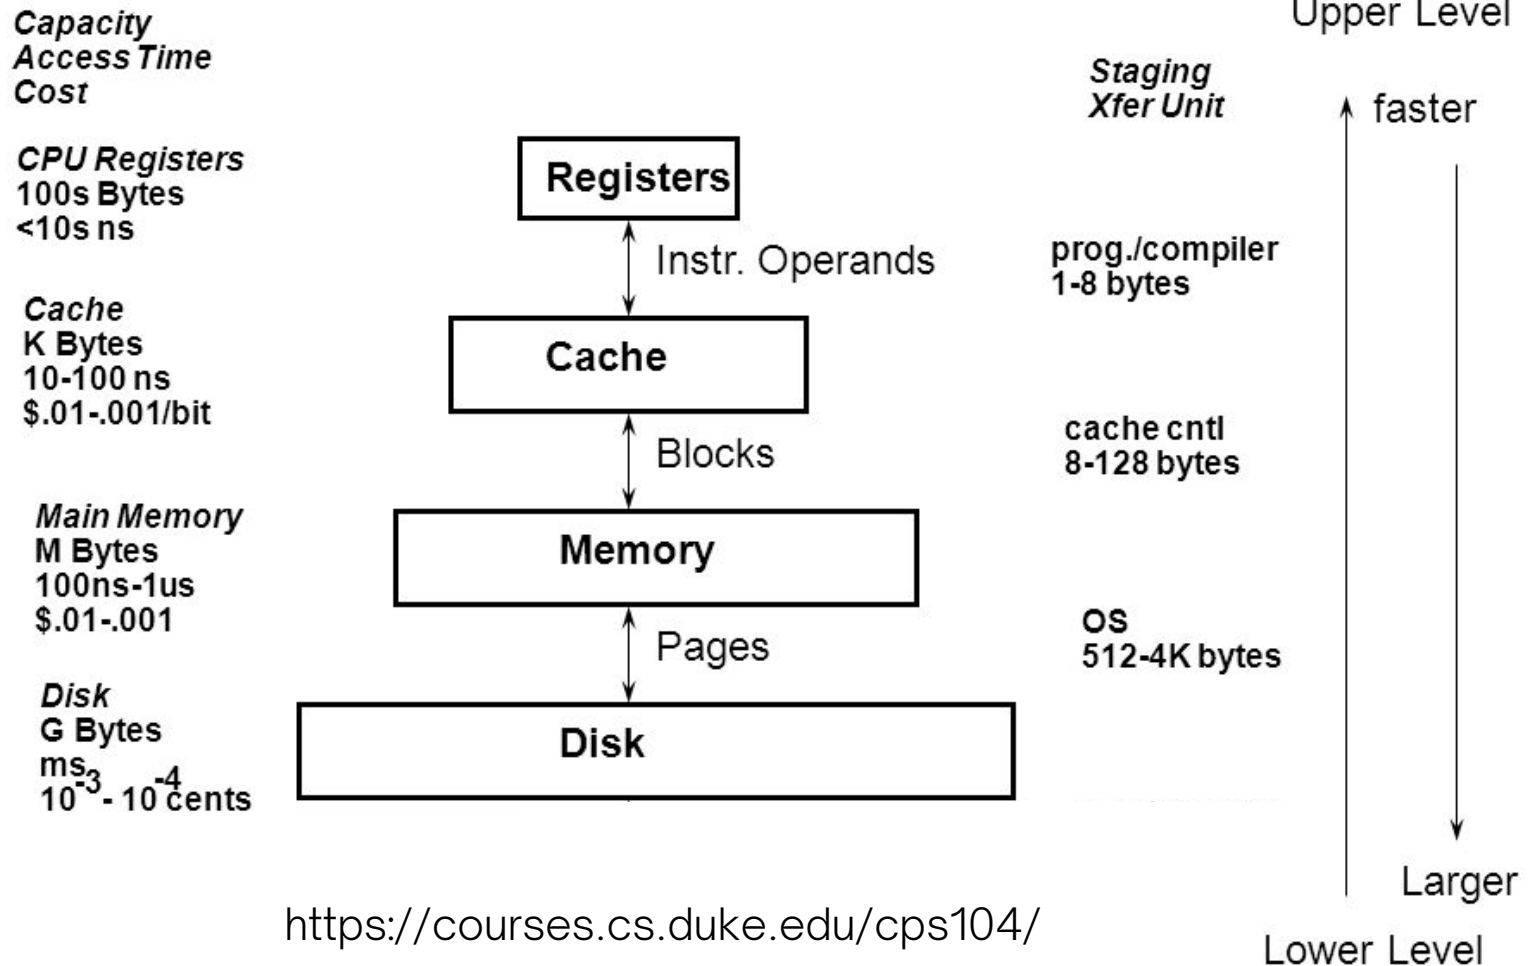 Capacity
Access Time
Cost
Upper Level
Staging
Xfer Unit
faster
CPU Registers
100s Bytes
<10s ns
Registers
Instr. Operands
prog./compiler
1-8 bytes
Cache
K Bytes
10-100 ns
$.01-.001/bit
Cache
Blocks
cache cntl
8-128 bytes
Main Memory
M Bytes
100ns-1us
$.01-.001
Memory
Pages
OS
512-4K bytes
Disk
G Bytes
ms
10 -3 - 10 -4 cents
Disk
Larger
Lower Level
https://courses.cs.duke.edu/cps104/